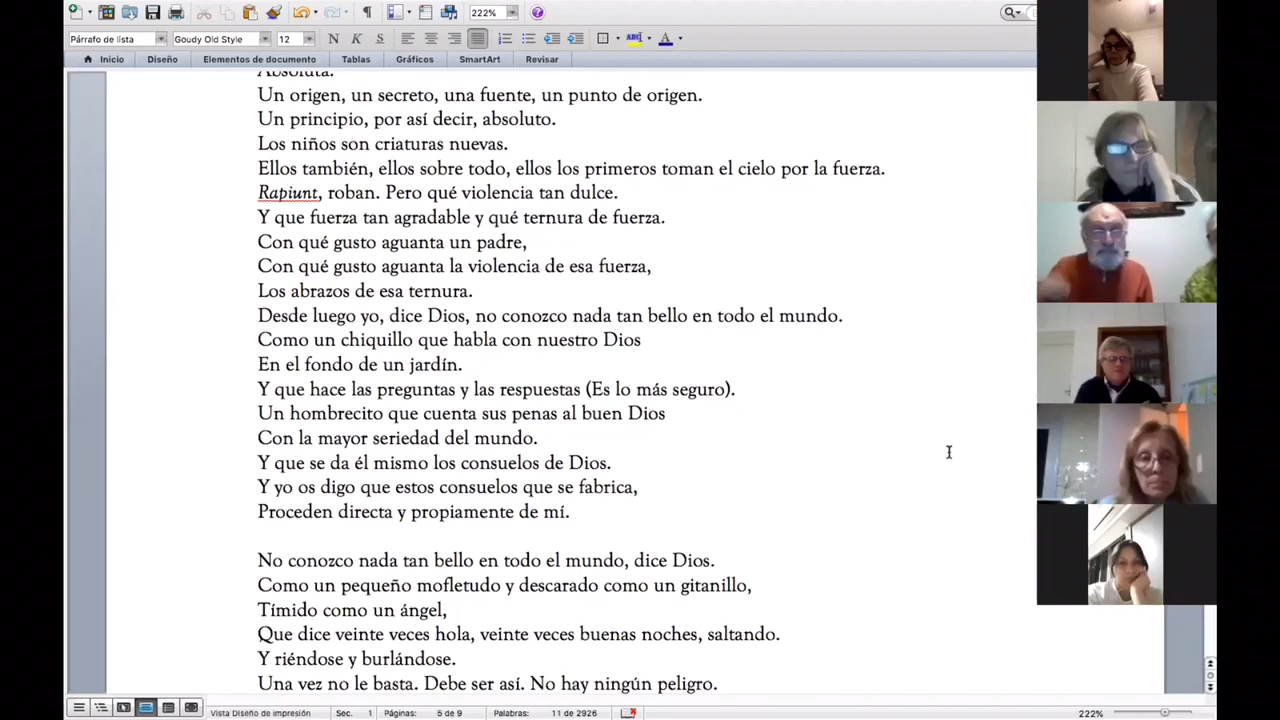 222%
Párrafo de lista
Goudy Old Style
12
N K S
Inicio Diseño Elementos de documento Tablas Gráficos SmartArt Revisar
Absoluta.
Un origen, un secreto, una fuente, un punto de origen.
Un principio, por así decir, absoluto.
Los niños son criaturas nuevas.
Ellos también, ellos sobre todo, ellos los primeros toman el cielo por la fuerza.
Rapiunt, roban. Pero qué violencia tan dulce.
Y que fuerza tan agradable y qué ternura de fuerza.
Con qué gusto aguanta un padre,
Con qué gusto aguanta la violencia de esa fuerza,
Los abrazos de esa ternura.
Desde luego yo, dice Dios, no conozco nada tan bello en todo el mundo.
Como un chiquillo que habla con nuestro Dios
En el fondo de un jardín.
Y que hace las preguntas y las respuestas (Es lo más seguro).
Un hombrecito que cuenta sus penas al buen Dios
Con la mayor seriedad del mundo.
Y que se da él mismo los consuelos de Dios.
Y yo os digo que estos consuelos que se fabrica,
Proceden directa y propiamente de mí.
No conozco nada tan bello en todo el mundo, dice Dios.
Como un pequeño mofletudo y descarado como un gitanillo,
Tímido como un ángel,
Que dice veinte veces hola, veinte veces buenas noches, saltando.
Y riéndose y burlándose.
Una vez no le basta. Debe ser así. No hay ningún peligro.
Vista Diseño de impresión Sec. 1 Páginas: 5 de 9 Palabras: 11 de 2926 222%